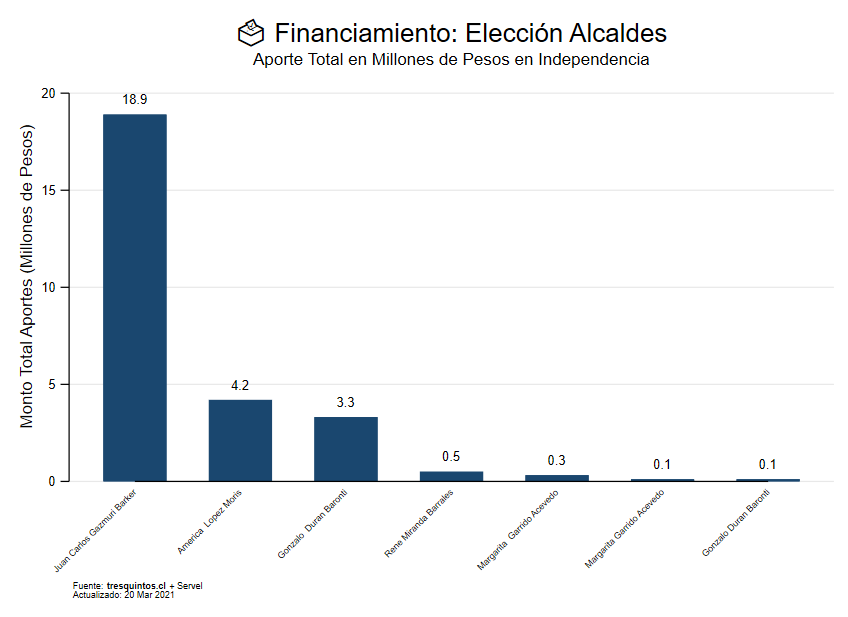 Financiamiento: Elección Alcaldes
Aporte Total en Millones de Pesos en Independencia
Monto Total Aportes (Millones de Pesos)
20
15
10
5
0
18.9
4.2
3.3
0.5
0.3
0.1
0.1
Juan Carlos Gazmuri Barker
America  Lopez Moris
Gonzalo  Duran Baronti
Rene Miranda Barrales
Margarita  Garrido Acevedo
Margarita Garrido Acevedo
Gonzalo Duran Baronti
Fuente: tresquintos.cl + Servel
Actualizado: 20 Mar 2021